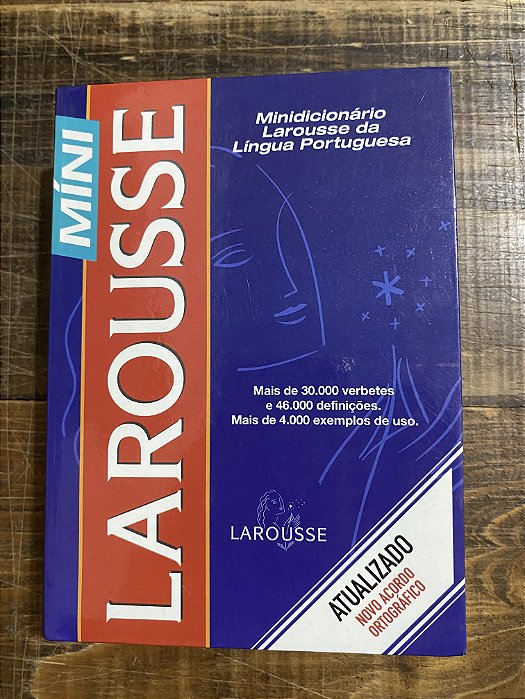 MÍNI
LAROUSSE
Minidicionário
Larousse da
Língua Portuguesa
Mais de 30.000 verbetes
e 46.000 definições.
Mais de 4.000 exemplos de uso.
LAROUSSE
ATUALIZADO
NOVO ACORDO
ORTOGRÁFICO